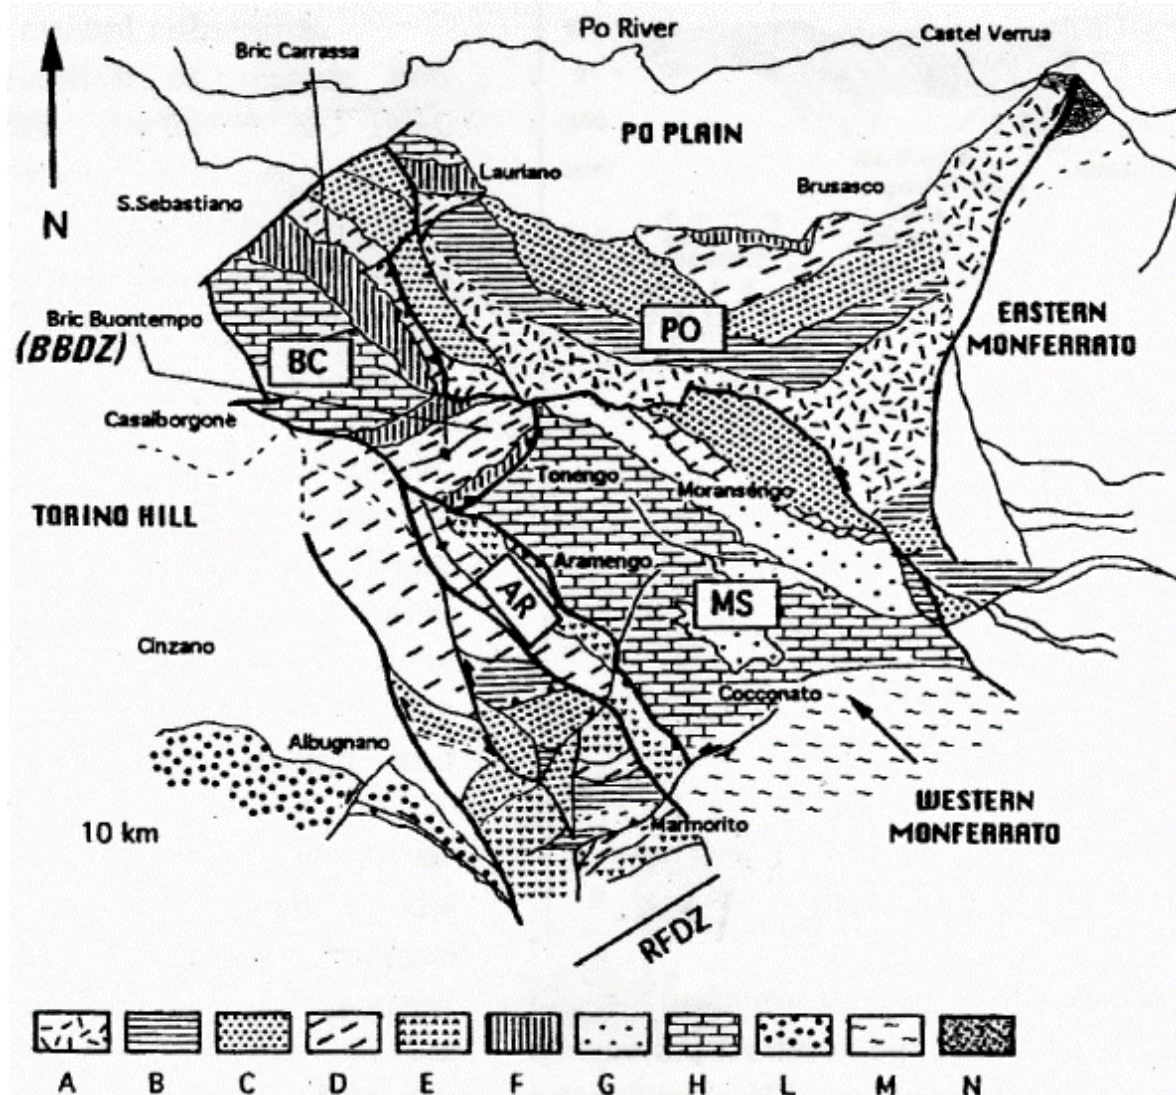 Po River
Castel Verrua
Bric Carrassa
PO PLAIN
Lauriano
Brusasco
S.Sebastiano
N
PO
EASTERN
MONFERRATO
Bric Buontempo
(BBDZ)
BC
Casalborgone
Tonengo
Moransengo
TORINO HILL
Aramengo
AR
MS
Cinzano
Cocconato
Albugnano
WESTERN
MONFERRATO
10 km
Marmorito
RFDZ
A B C D E F G H L M N